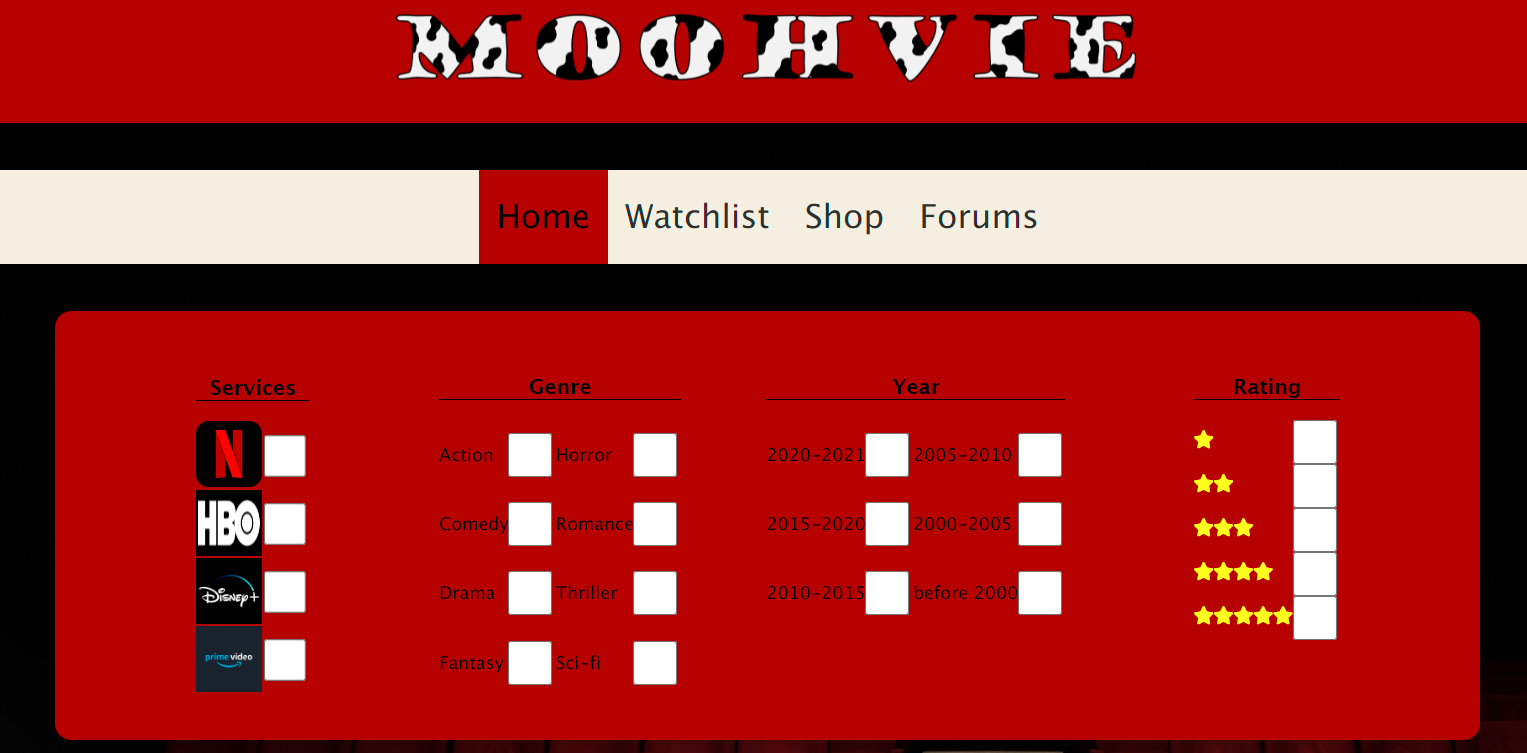 MOOHVIE
Home Watchlist Shop Forums
Services
N
HBO
Disney+
prime video
Genre
Action Horror
Comedy Romance
Drama Thriller
Fantasy Sci-fi
Year
2020-2021 2005-2010
2015-2020 2000-2005
2010-2015 before 2000
Rating